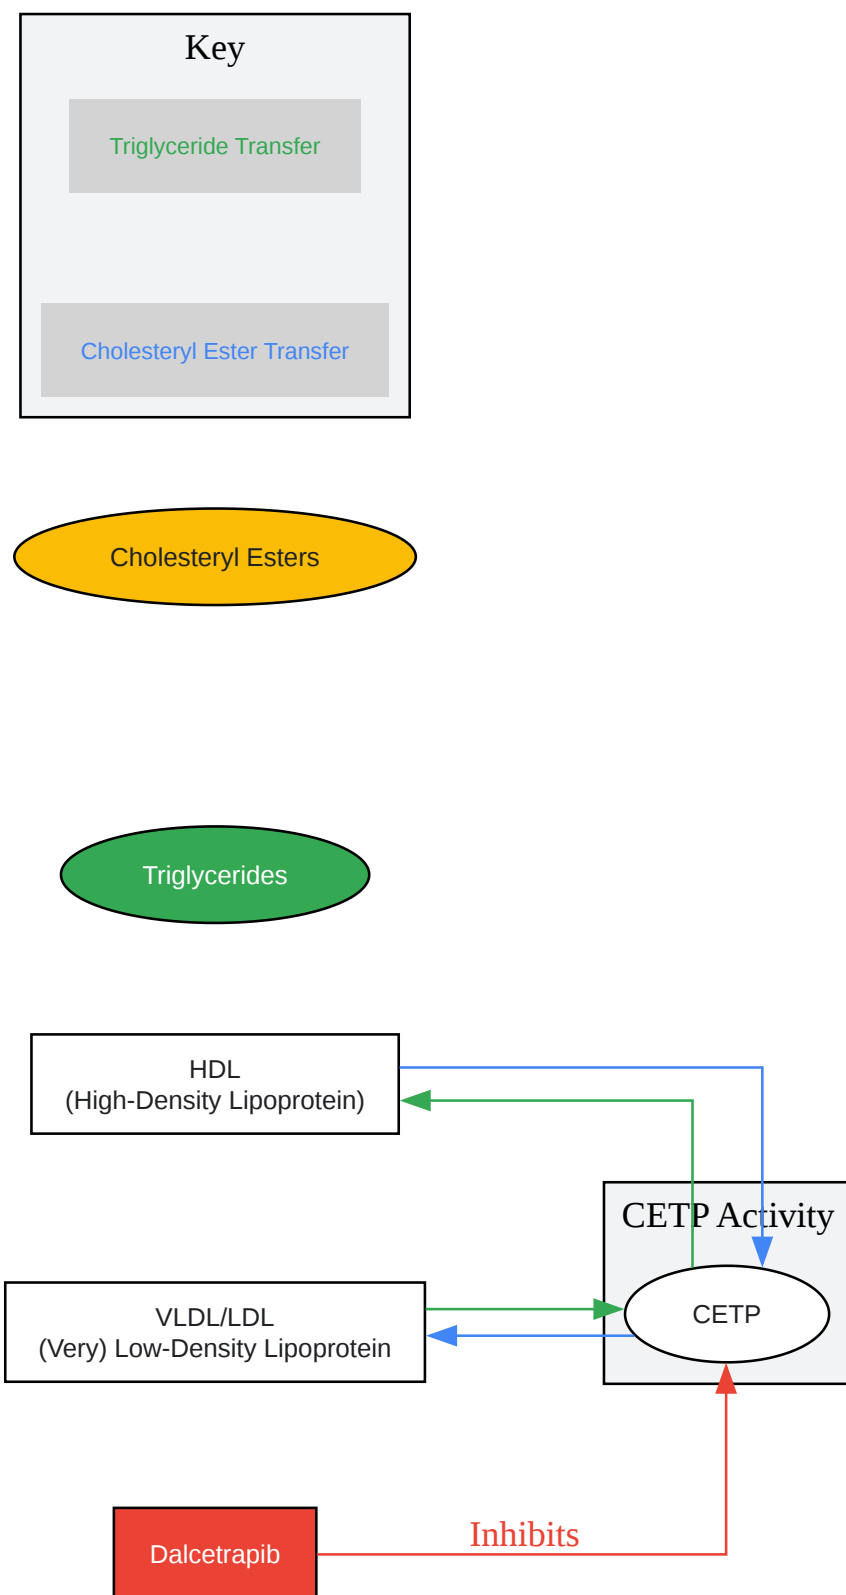 Key
Triglyceride Transfer
Cholesteryl Ester Transfer
Cholesteryl Esters
Triglycerides
HDL
(High-Density Lipoprotein)
CETP Activity
VLDL/LDL
(Very) Low-Density Lipoprotein
CETP
Inhibits
Dalcetrapib